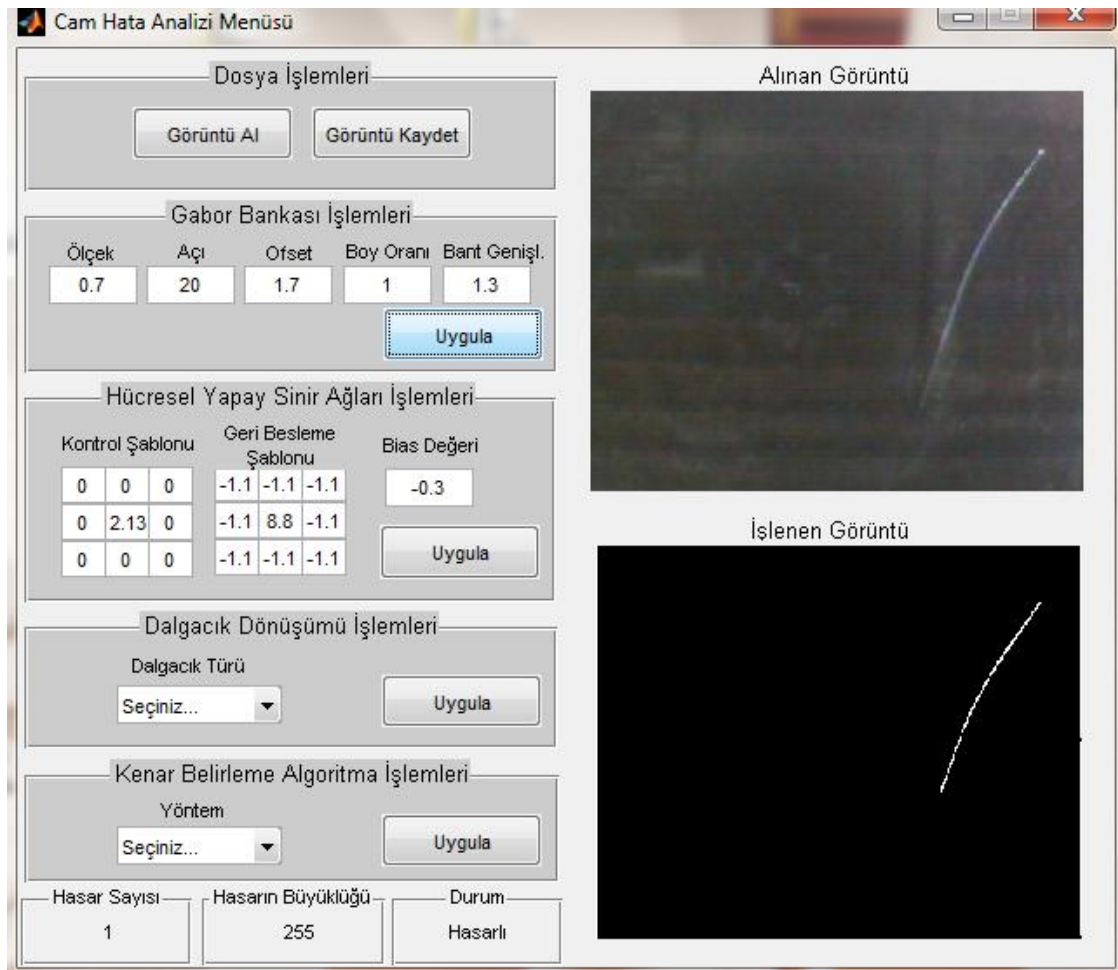 Cam Hata Analizi Menüsü
Dosya İşlemleri
Görüntü Al
Görüntü Kaydet
Gabor Bankası İşlemleri
Ölçek Açı Ofset Boy Oranı Bant Genişl.
0.7 20 1.7 1 1.3
Uygula
Hücresel Yapay Sinir Ağları İşlemleri
Kontrol Şablonu
0 0 0
0 2.13 0
0 0 0
Geri Besleme
Şablonu
-1.1 -1.1 -1.1
-1.1 8.8 -1.1
-1.1 -1.1 -1.1
Bias Değeri
-0.3
Uygula
Dalgacık Dönüşümü İşlemleri
Dalgacık Türü
Seçiniz...
Uygula
Kenar Belirleme Algoritma İşlemleri
Yöntem
Seçiniz...
Uygula
Hasar Sayısı
1
Hasarın Büyüklüğü
255
Durum
Hasarlı
Alınan Görüntü
İşlenen Görüntü